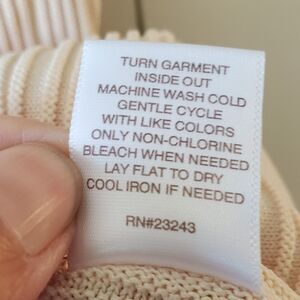 TURN GARMENT
INSIDE OUT
MACHINE WASH COLD
GENTLE CYCLE
WITH LIKE COLORS
ONLY NON-CHLORINE
BLEACH WHEN NEEDED
LAY FLAT TO DRY
COOL IRON IF NEEDED
RN#23243